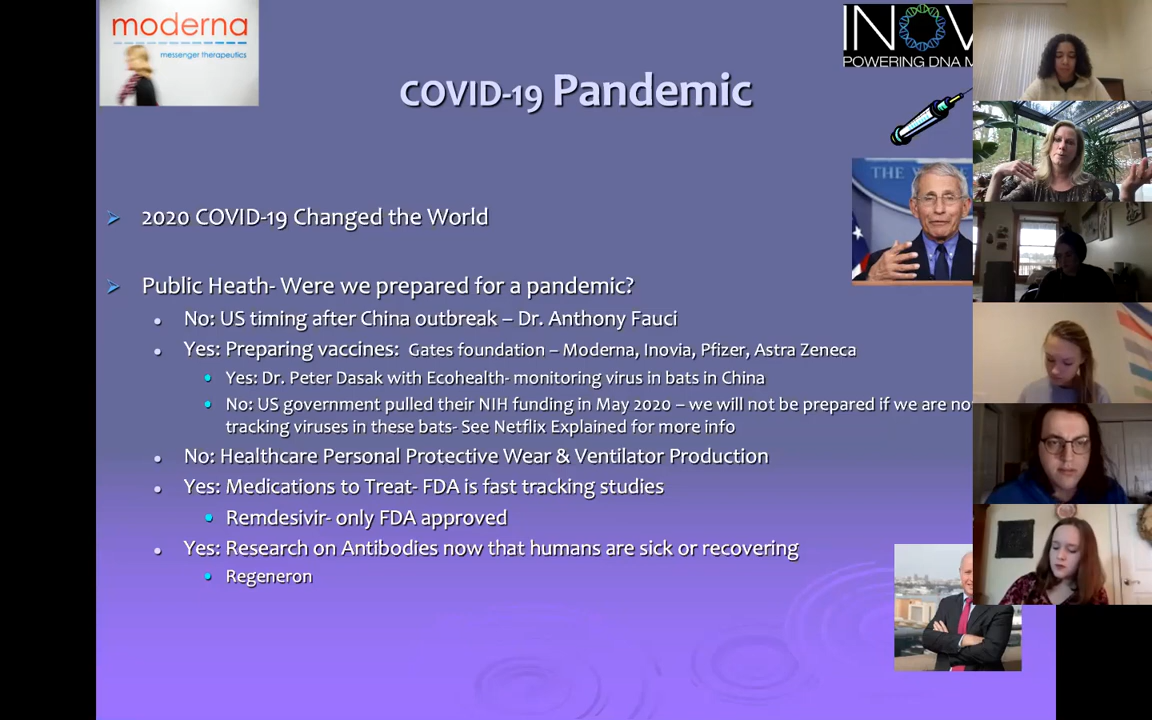 moderna
messenger therapeutics
INOV
POWERING DNA M
COVID-19 Pandemic
THE W
2020 COVID-19 Changed the World
Public Heath- Were we prepared for a pandemic?
No: US timing after China outbreak – Dr. Anthony Fauci
Yes: Preparing vaccines: Gates foundation – Moderna, Inovia, Pfizer, Astra Zeneca
Yes: Dr. Peter Dasak with Ecohealth- monitoring virus in bats in China
No: US government pulled their NIH funding in May 2020 – we will not be prepared if we are no
tracking viruses in these bats- See Netflix Explained for more info
No: Healthcare Personal Protective Wear & Ventilator Production
Yes: Medications to Treat- FDA is fast tracking studies
Remdesivir- only FDA approved
Yes: Research on Antibodies now that humans are sick or recovering
Regeneron